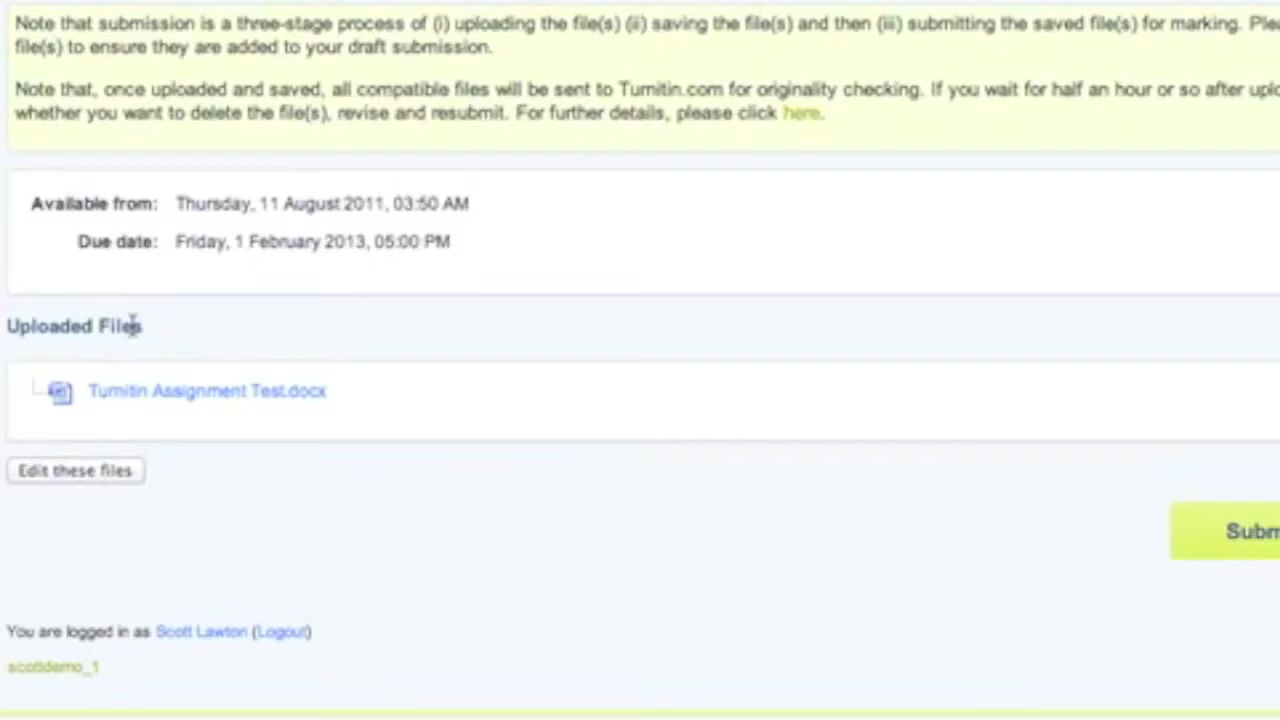 Note that submission is a three-stage process of (i) uploading the file(s) (ii) saving the file(s) and then (iii) submitting the saved file(s) for marking.
file(s) to ensure they are added to your draft submission.
Note that, once uploaded and saved, all compatible files will be sent to Turnitin.com for originality checking. If you wait for half an hour or so after
whether you want to delete the file(s), revise and resubmit. For further details, please click here.
Available from: Thursday, 11 August 2011, 03:50 AM
Due date: Friday, 1 February 2013, 05:00 PM
Uploaded Files
Turnitin Assignment Test.docx
Edit these files
Subm
You are logged in as Scott Lawton (Logout)
scottdemo_1